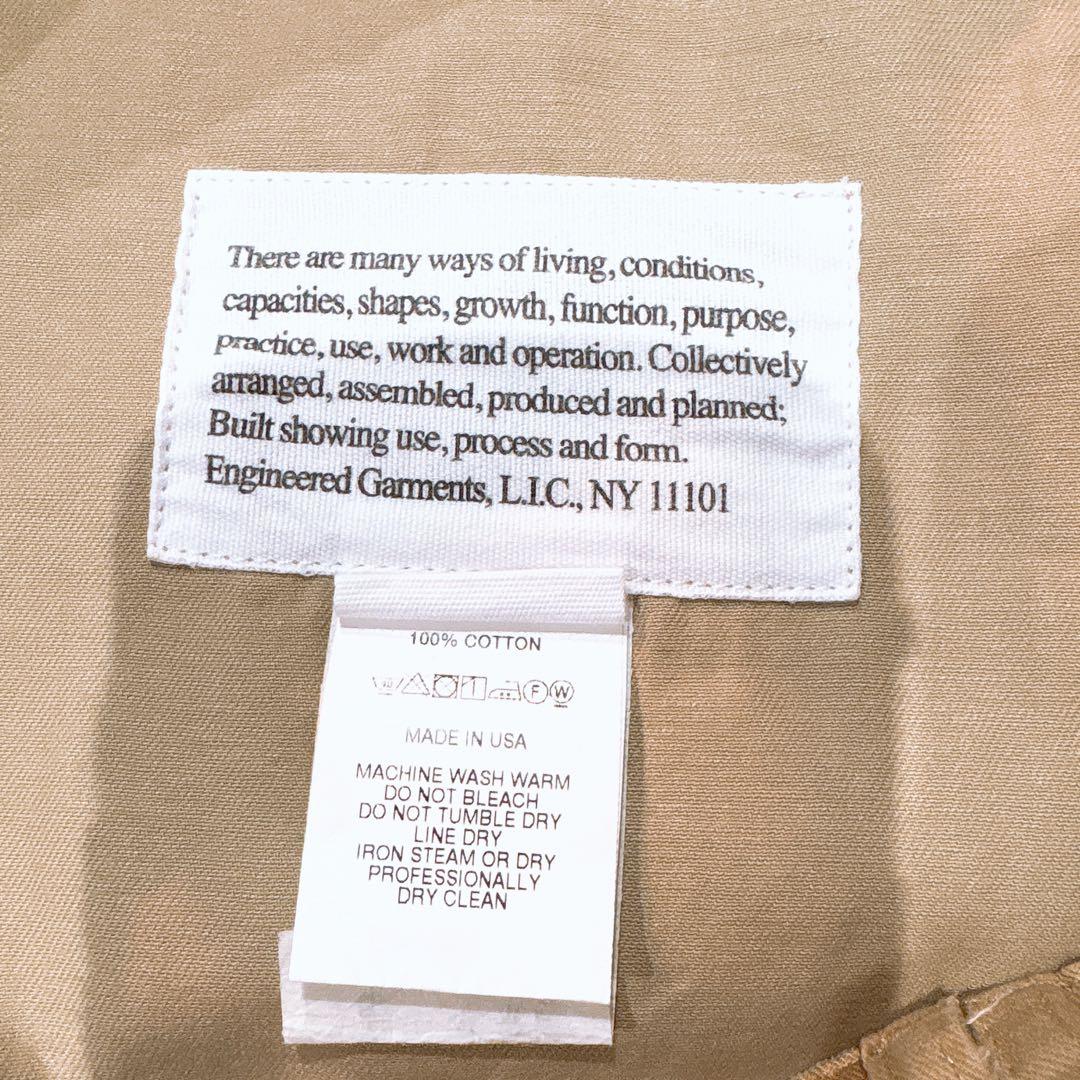 There are many ways of living, conditions,
capacities, shapes, growth, function, purpose,
practice, use, work and operation. Collectively
arranged, assembled, produced and planned;
Built showing use, process and form.
Engineered Garments, L.I.C., NY 11101
100% COTTON
F W
MADE IN USA
MACHINE WASH WARM
DO NOT BLEACH
DO NOT TUMBLE DRY
LINE DRY
IRON STEAM OR DRY
PROFESSIONALLY
DRY CLEAN